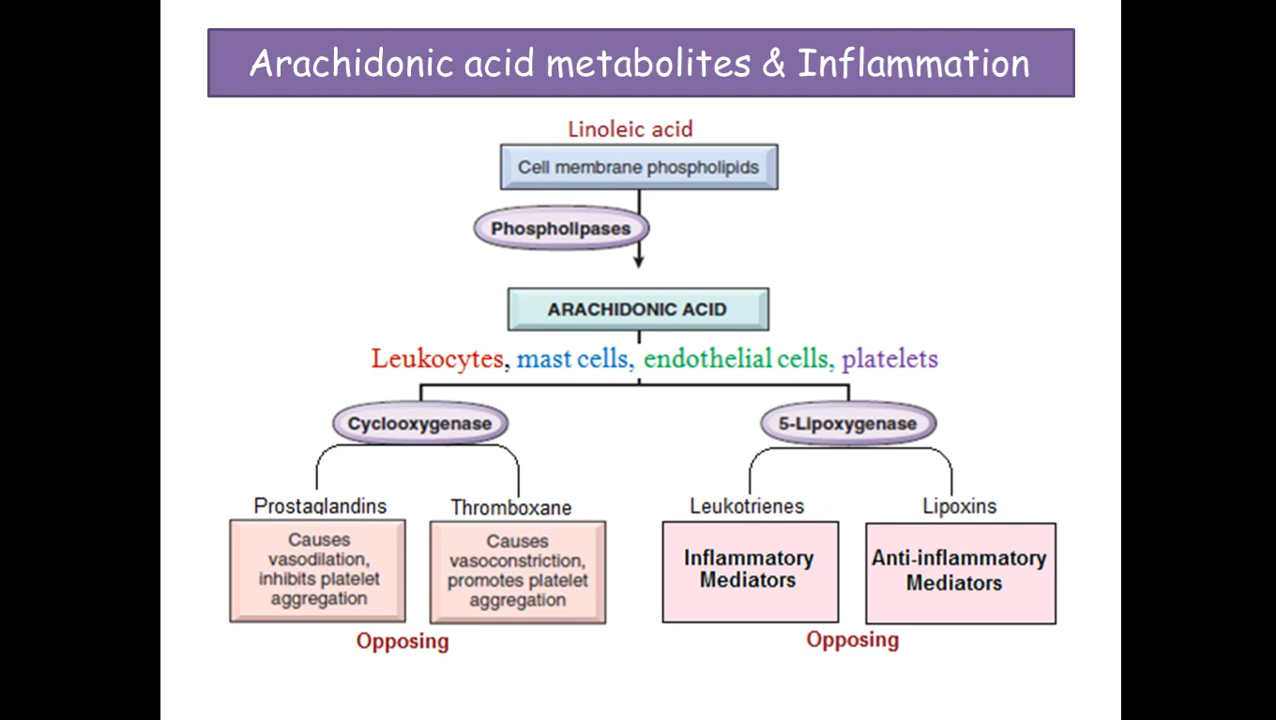 Arachidonic acid metabolites & Inflammation
Linoleic acid
Cell membrane phospholipids
Phospholipases
ARACHIDONIC ACID
Leukocytes, mast cells, endothelial cells, platelets
Cyclooxygenase
5-Lipoxygenase
Prostaglandins
Causes
vasodilation,
inhibits platelet
aggregation
Thromboxane
Causes
vasoconstriction,
promotes platelet
aggregation
Opposing
Leukotrienes
Inflammatory
Mediators
Lipoxins
Anti-inflammatory
Mediators
Opposing